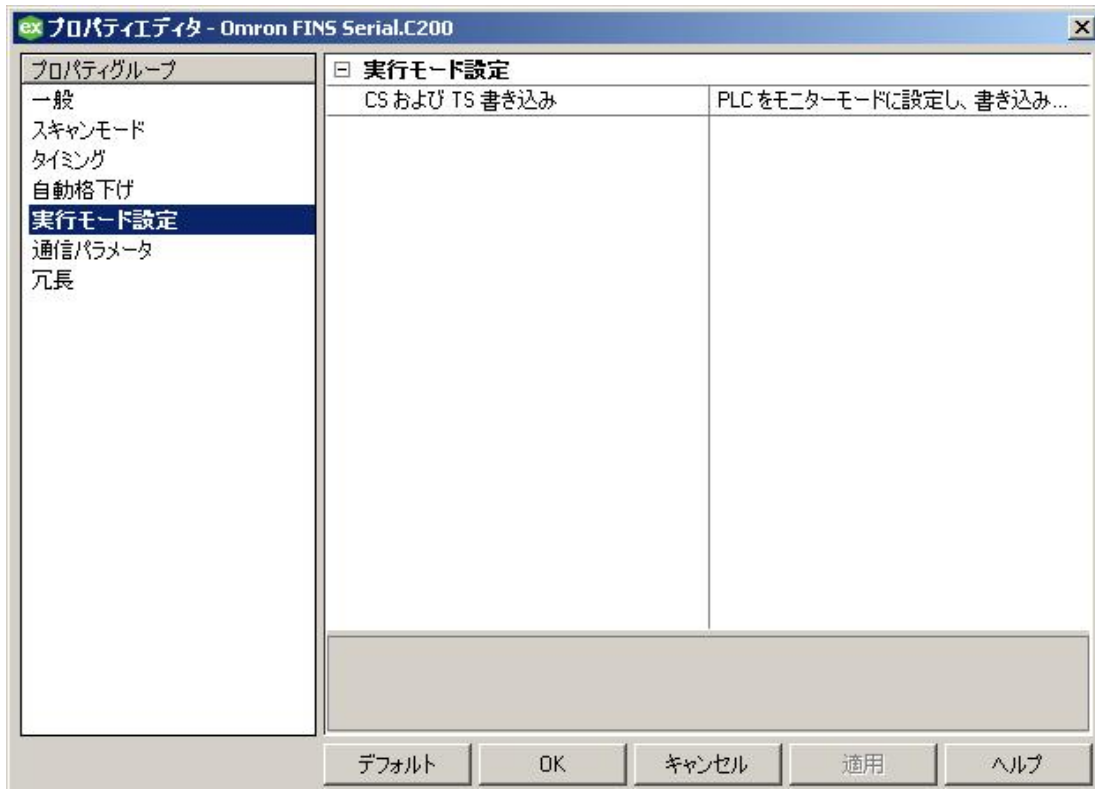 ex プロパティエディタ - Omron FINS Serial.C200
プロパティグループ
一般
スキャンモード
タイミング
自動格下げ
実行モード設定
通信パラメータ
冗長
実行モード設定
CS および TS 書き込み PLC をモニターモードに設定し、書き込み...
デフォルト OK キャンセル 適用 ヘルプ